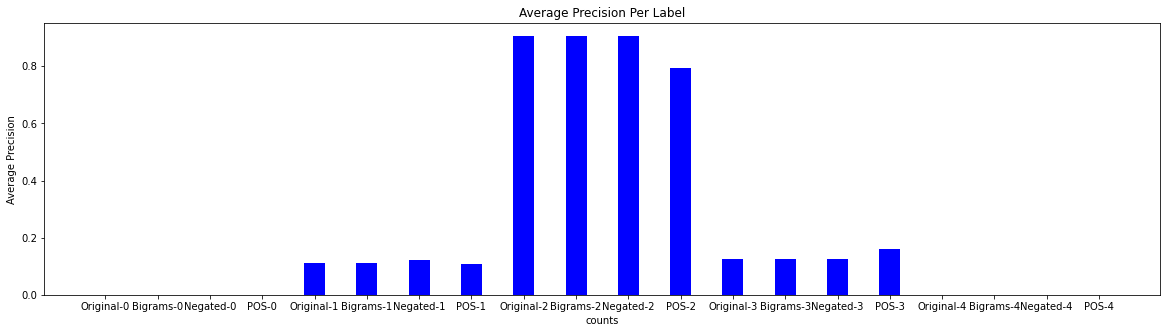 Average Precision Per Label
Average Precision
0.8
0.6
0.4
0.2
0.0
Original-0 Bigrams-0 Negated-0 POS-0 Original-1 Bigrams-1 Negated-1 POS-1 Original-2 Bigrams-2 Negated-2 POS-2 Original-3 Bigrams-3 Negated-3 POS-3 Original-4 Bigrams-4 Negated-4 POS-4
counts